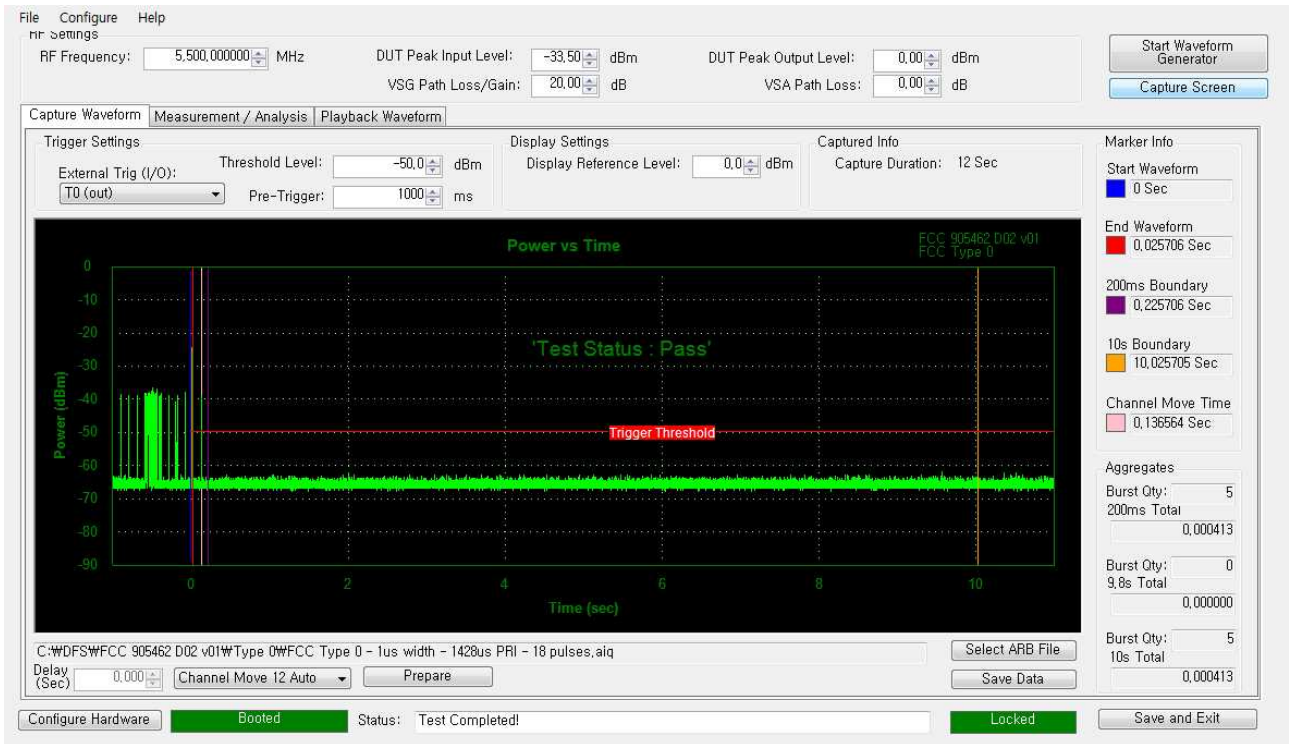 File Configure Help
RF Settings
RF Frequency: 5,500,000000 MHz DUT Peak Input Level: -33,50 dBm DUT Peak Output Level: 0,00 dBm
VSG Path Loss/Gain: 20,00 dB VSA Path Loss: 0,00 dB
Start Waveform
Generator
Capture Screen
Capture Waveform Measurement / Analysis Playback Waveform
Trigger Settings
External Trig (I/O):
T0 (out)
Threshold Level: -50,0 dBm
Pre-Trigger: 1000 ms
Display Settings
Display Reference Level: 0,0 dBm
Captured Info
Capture Duration: 12 Sec
Power vs Time
FCC 905462 D02 v01
FCC Type 0
'Test Status : Pass'
Trigger Threshold
Power (dBm)
0
-10
-20
-30
-40
-50
-60
-70
-80
-90
0 2 4 6 8 10
Time (sec)
Marker Info
Start Waveform
0 Sec
End Waveform
0,025706 Sec
200ms Boundary
0,225706 Sec
10s Boundary
10,025705 Sec
Channel Move Time
0,136564 Sec
Aggregates
Burst Qty: 5
200ms Total
0,000413
Burst Qty: 0
9,8s Total
0,000000
Burst Qty: 5
10s Total
0,000413
C:₩DFS₩FCC 905462 D02 v01₩Type 0₩FCC Type 0 - 1us width - 1428us PRI - 18 pulses,aiq
Select ARB File
Delay
(Sec) 0,000 Channel Move 12 Auto Prepare Save Data
Configure Hardware Booted Status: Test Completed! Locked Save and Exit